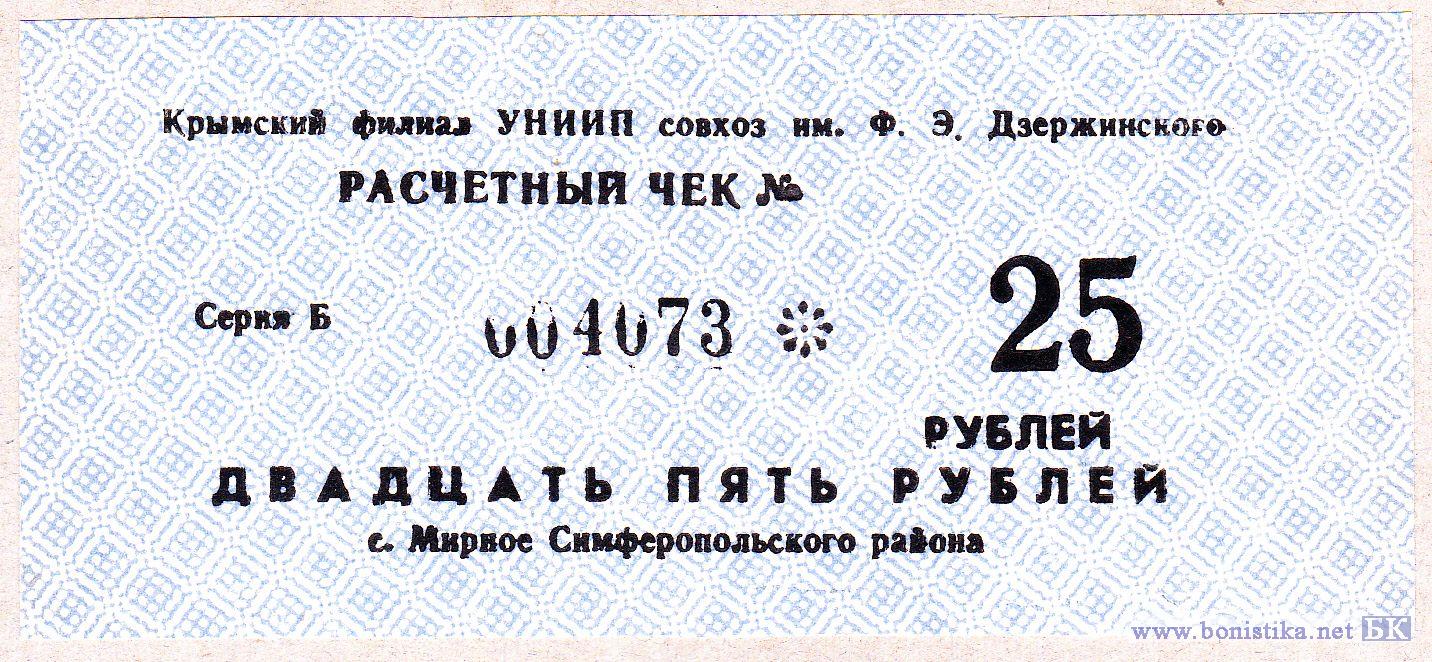 Крымский филиал УНИИП совхоз им. Ф. Э. Дзержинского
РАСЧЕТНЫЙ ЧЕК №
Серия Б 004073 25
РУБЛЕЙ
ДВАДЦАТЬ ПЯТЬ РУБЛЕЙ
с. Мирное Симферопольского района
www.bonistika.net БК